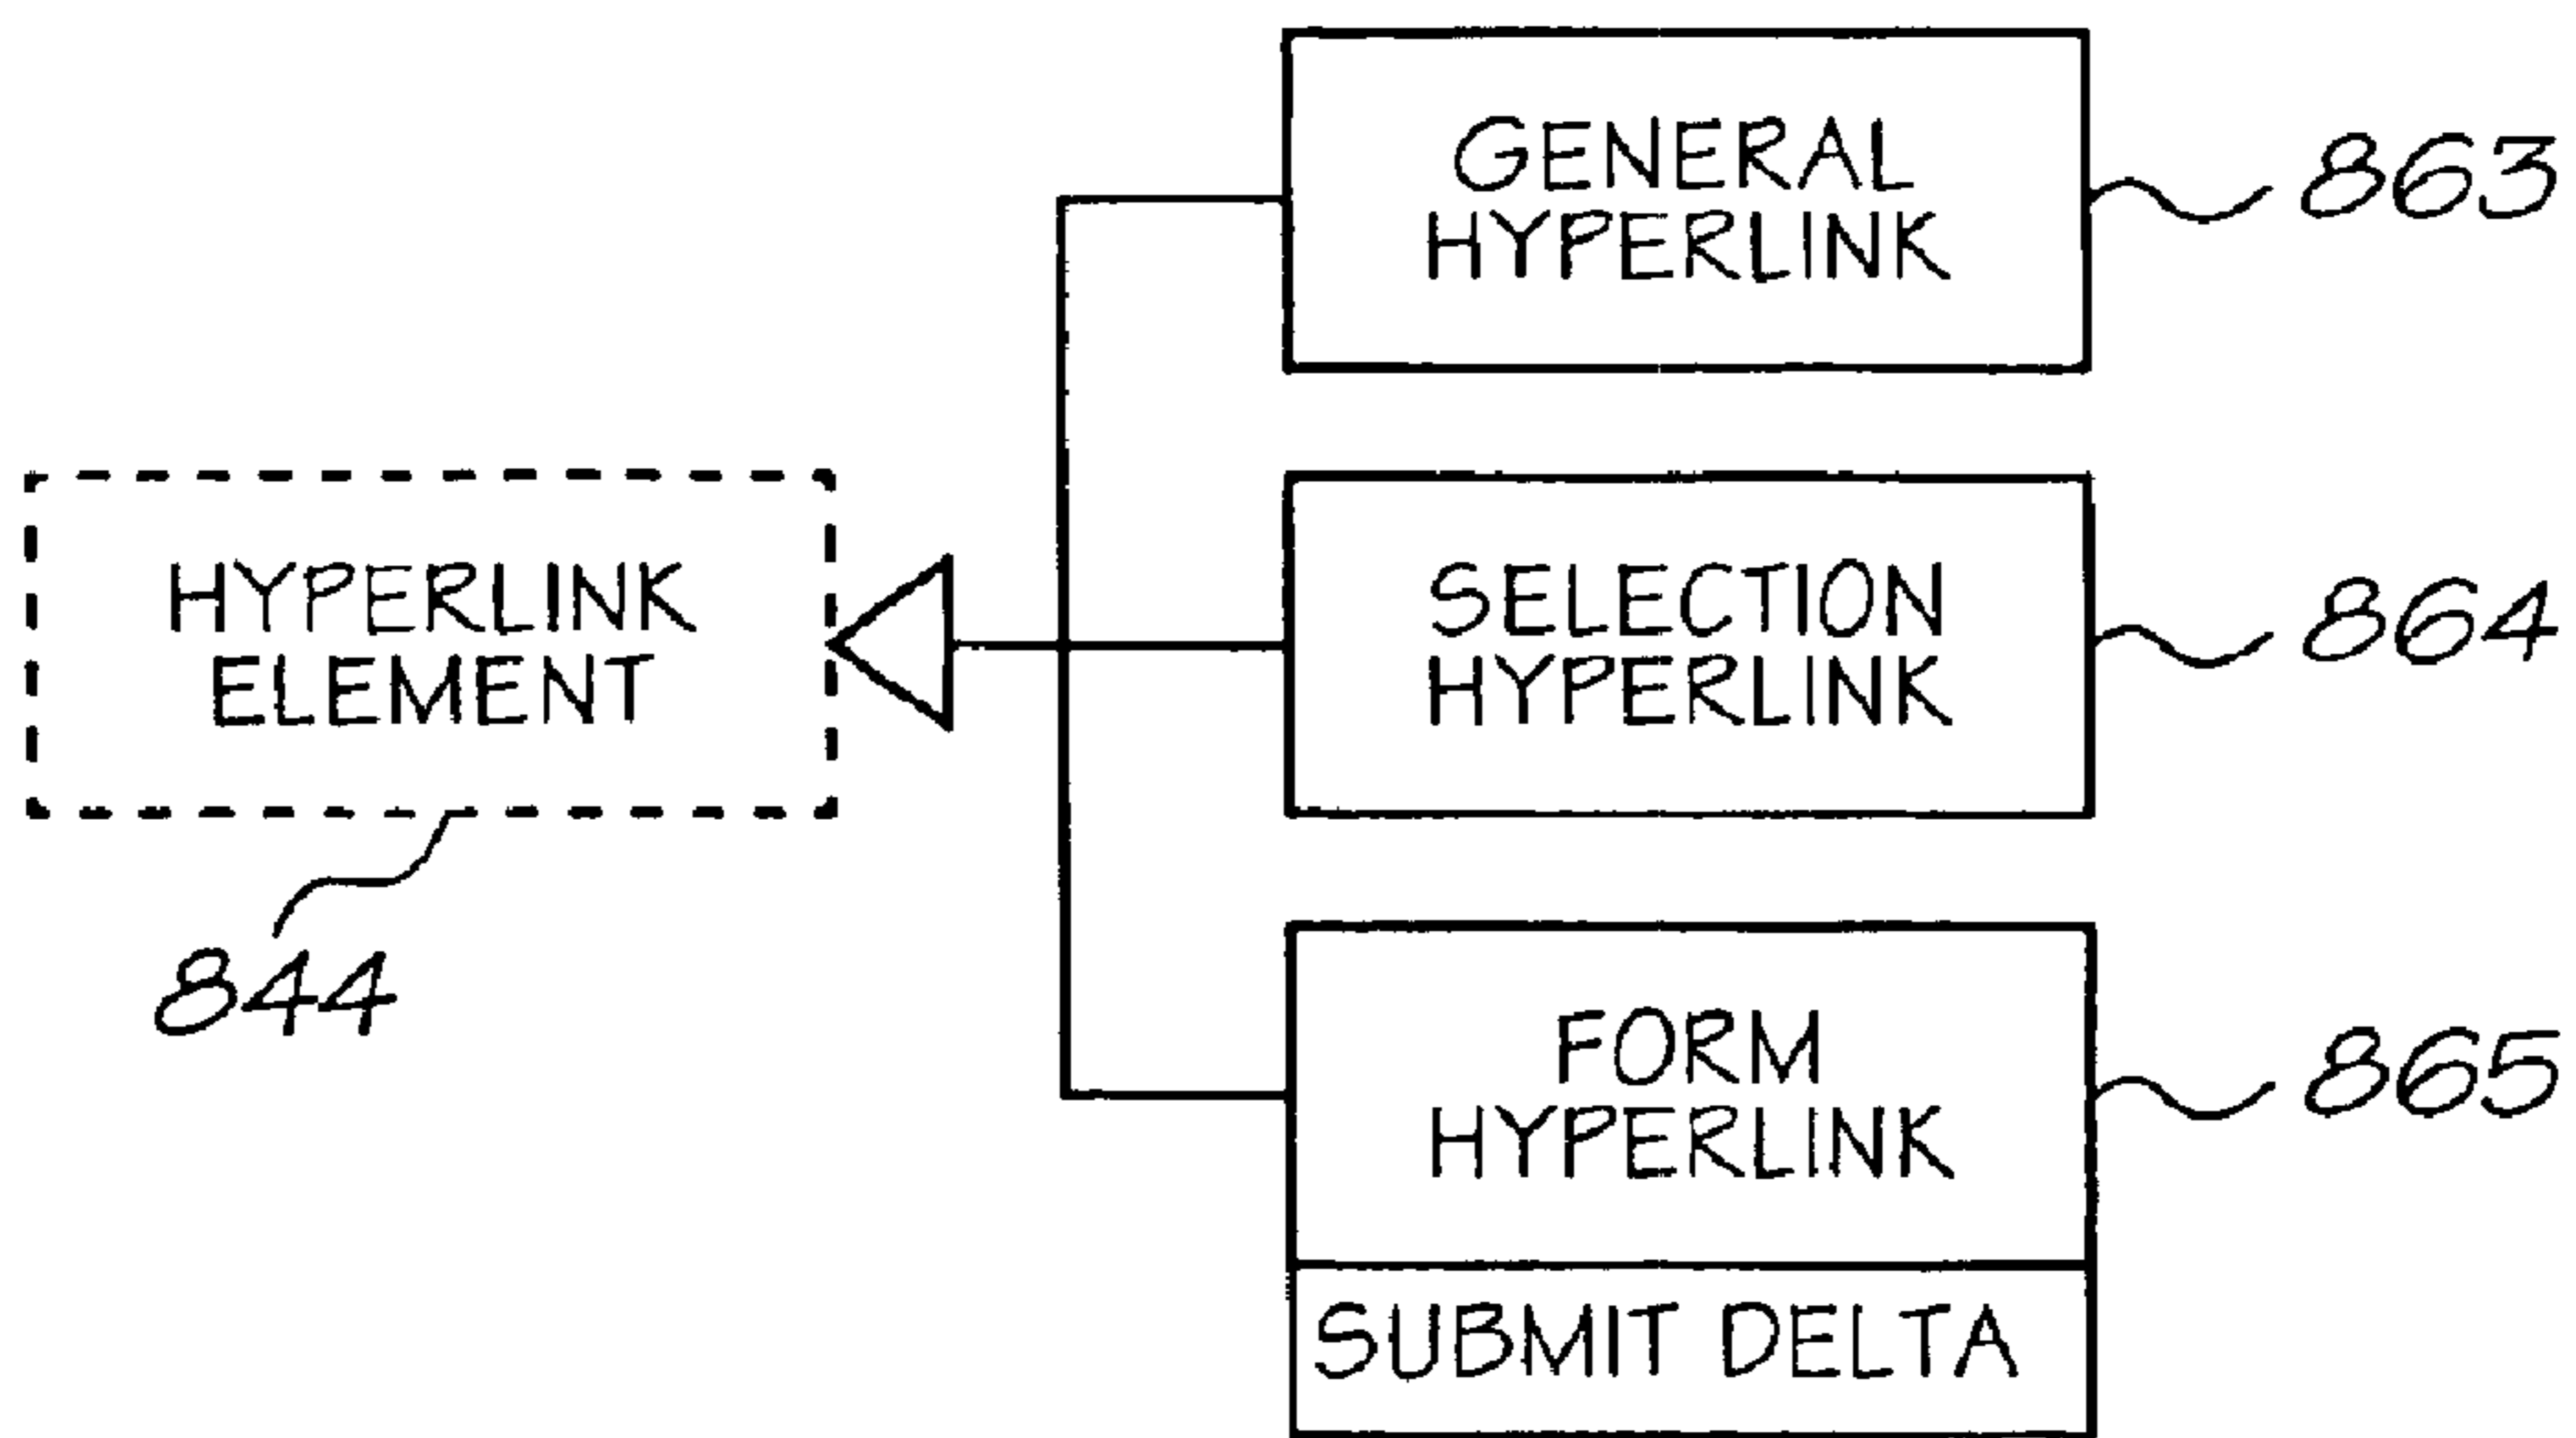 GENERAL
HYPERLINK
863
HYPERLINK
ELEMENT
844
SELECTION
HYPERLINK
864
FORM
HYPERLINK
865
SUBMIT DELTA